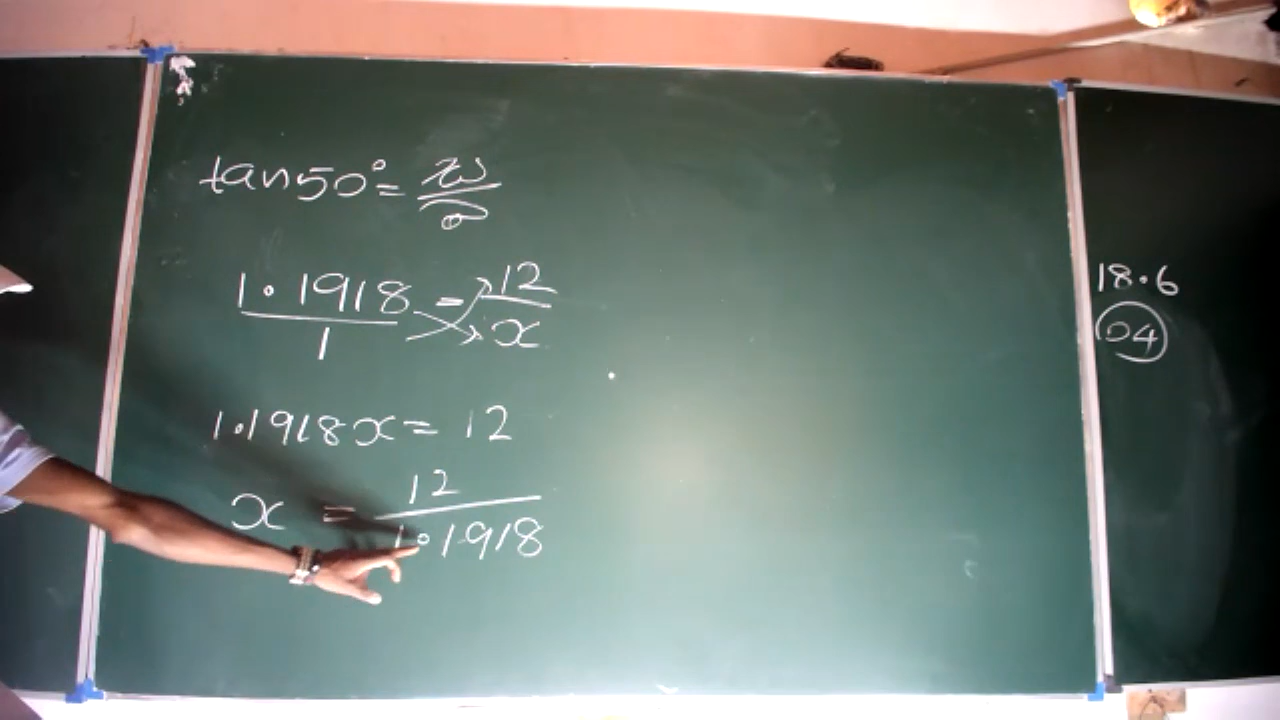 tan50° = සා/බ
1.1918/1 = 12/x
1.1918x = 12
x = 12/1.1918
18.6
04